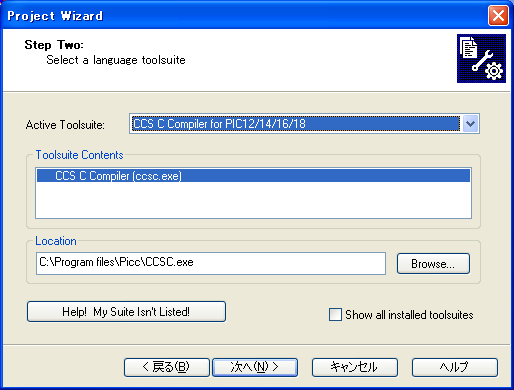 Project Wizard
Step Two:
Select a language toolsuite
Active Toolsuite: CCS C Compiler for PIC12/14/16/18
Toolsuite Contents
CCS C Compiler (ccsc.exe)
Location
C:\Program files\Picc\CCSC.exe
Browse...
Help! My Suite Isn't Listed!
Show all installed toolsuites
< 戻る(B) 次へ(N) > キャンセル ヘルプ